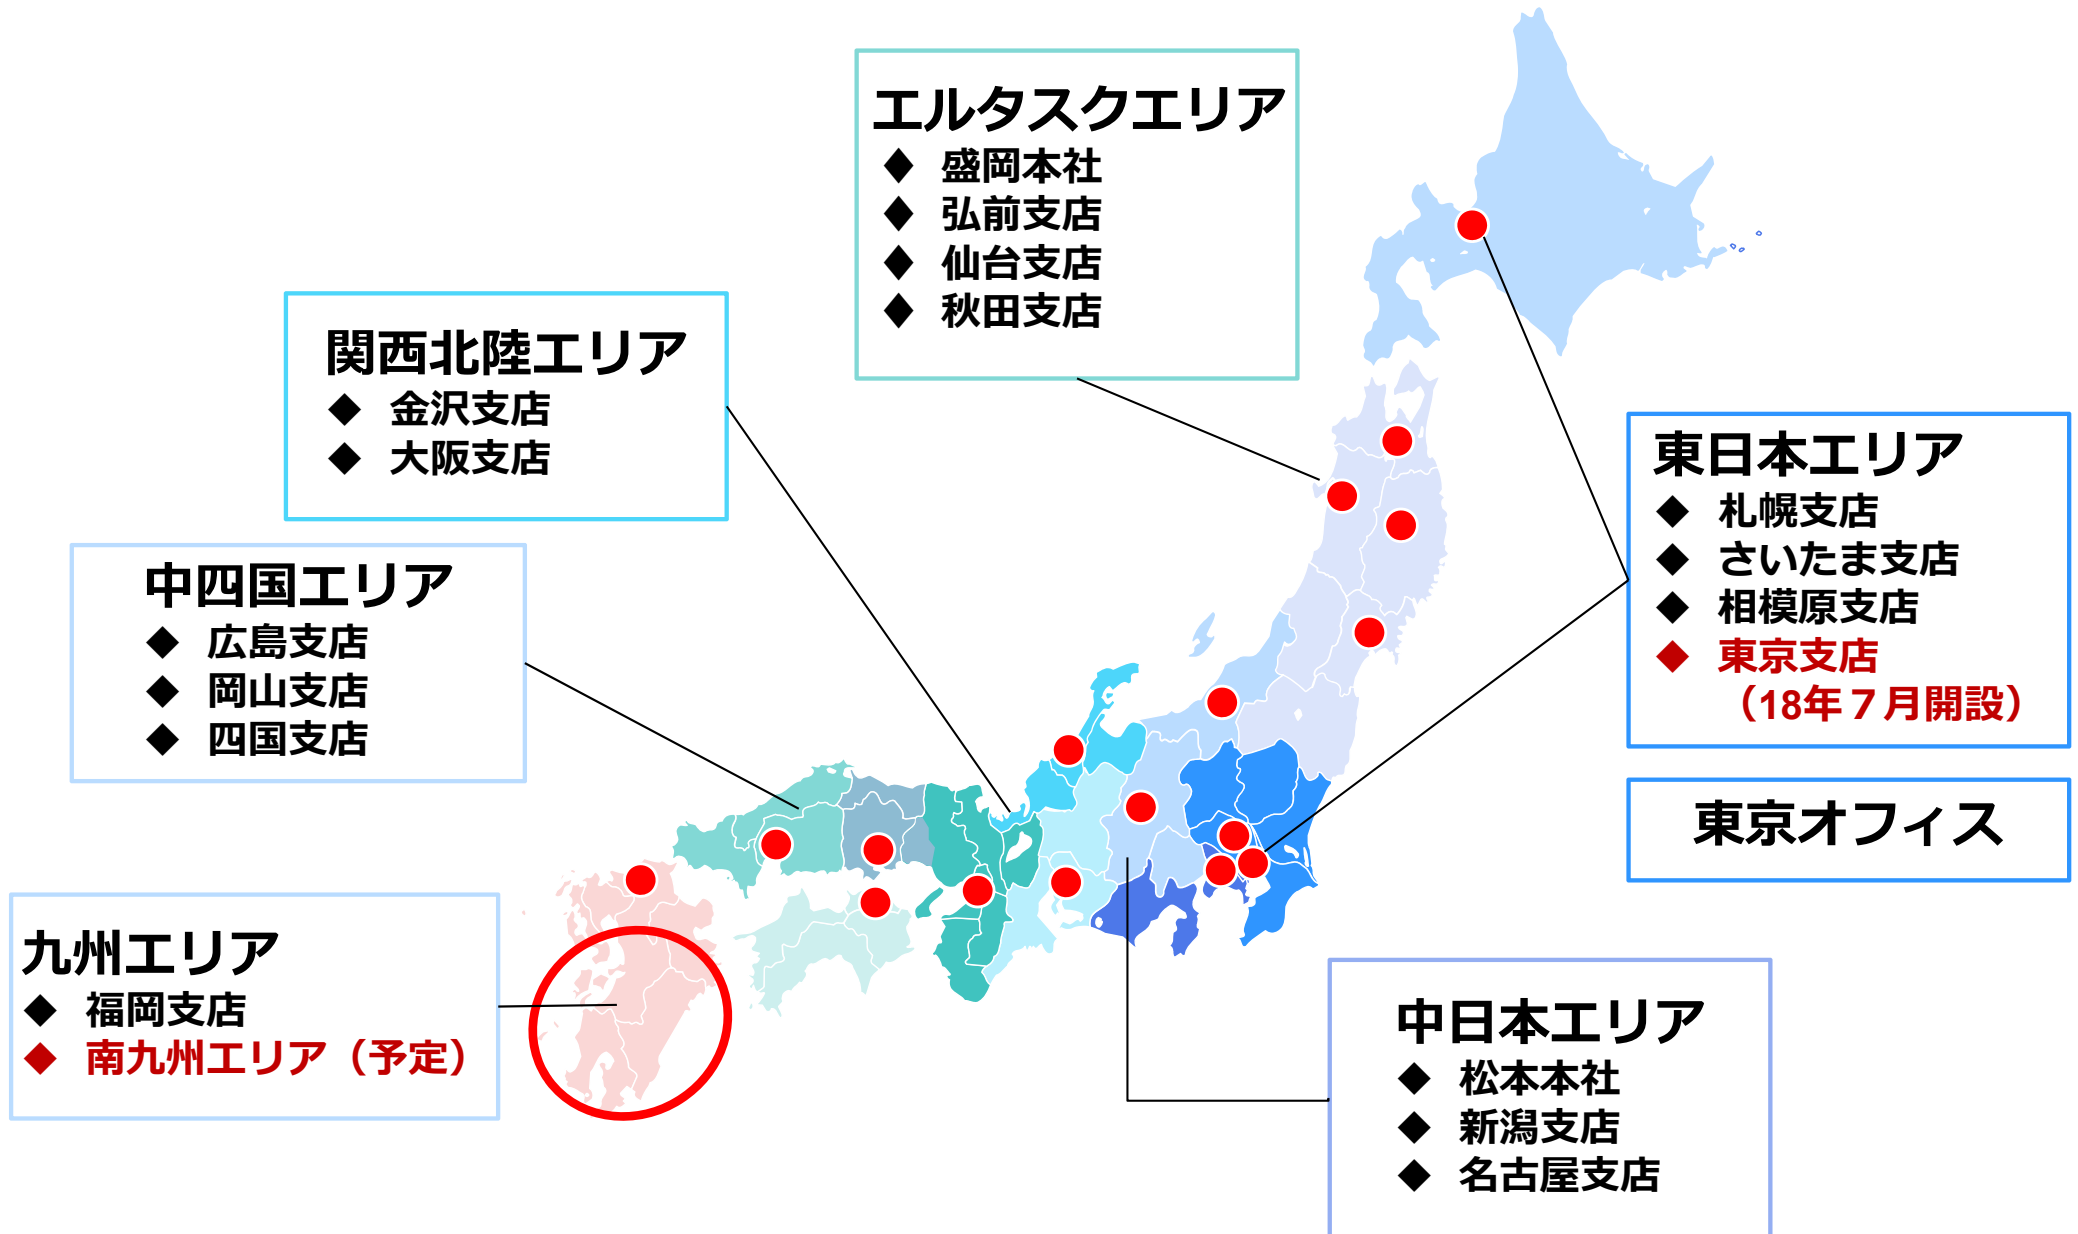 エルタスクエリア
◆ 盛岡本社
◆ 弘前支店
◆ 仙台支店
◆ 秋田支店
関西北陸エリア
◆ 金沢支店
◆ 大阪支店
東日本エリア
◆ 札幌支店
◆ さいたま支店
◆ 相模原支店
◆ 東京支店
（18年７月開設）
中四国エリア
◆ 広島支店
◆ 岡山支店
◆ 四国支店
東京オフィス
九州エリア
◆ 福岡支店
◆ 南九州エリア（予定）
中日本エリア
◆ 松本本社
◆ 新潟支店
◆ 名古屋支店